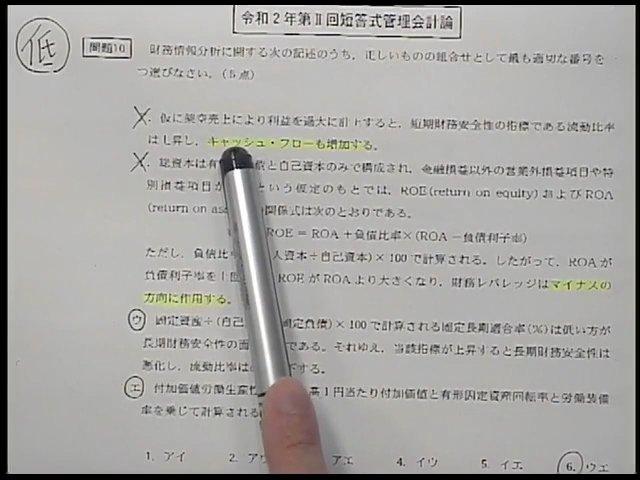 令和2年第Ⅱ回短答式管理会計論
低
問題10 財務情報分析に関する次の記述のうち，正しいものの組合せとして最も適切な番号を一
つ選びなさい。（5点）
仮に架空売上により利益を過大に計上すると，短期財務安全性の指標である流動比率
は上昇し，キャッシュ・フローも増加する。
総資本は有 債と自己資本のみで構成され，金融損益以外の営業外損益項目や特
別損益項目が という仮定のもとでは，ROE(return on equity)およびROA
(return on ass 関係式は次のとおりである。
ROE = ROA + 負債比率×(ROA - 負債利子率)
ただし，負債比率 人資本÷自己資本)×100で計算される。したがって，ROAが
負債利子率を上 ROEがROAより大きくなり，財務レバレッジはマイナスの
方向に作用する。
ウ 固定資産÷(自己 固定負債)×100で計算される固定長期適合率(%)は低い方が
長期財務安全性の面 である。それゆえ，当該指標が上昇すると長期財務安全性は
悪化し，流動比率は 下する。
エ 付加価値労働生産性 高1円当たり付加価値と有形固定資産回転率と労働装備
率を乗じて計算される
1. アイ 2. アウ アエ 4. イウ 5. イエ 6. ウエ